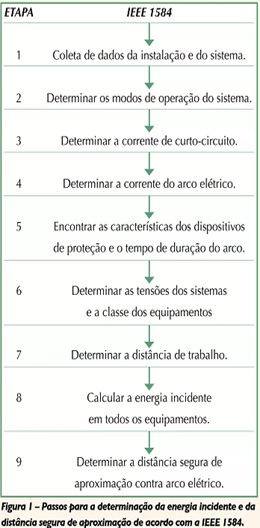 ETAPA IEEE 1584
1 Coleta de dados da instalação e do sistema.
2 Determinar os modos de operação do sistema.
3 Determinar a corrente de curto-circuito.
4 Determinar a corrente do arco elétrico.
5 Encontrar as características dos dispositivos
de proteção e o tempo de duração do arco.
6 Determinar as tensões dos sistemas
e a classe dos equipamentos
7 Determinar a distância de trabalho.
8 Calcular a energia incidente
em todos os equipamentos.
9 Determinar a distância segura de
aproximação contra arco elétrico.
Figura 1 – Passos para a determinação da energia incidente e da
distância segura de aproximação de acordo com a IEEE 1584.